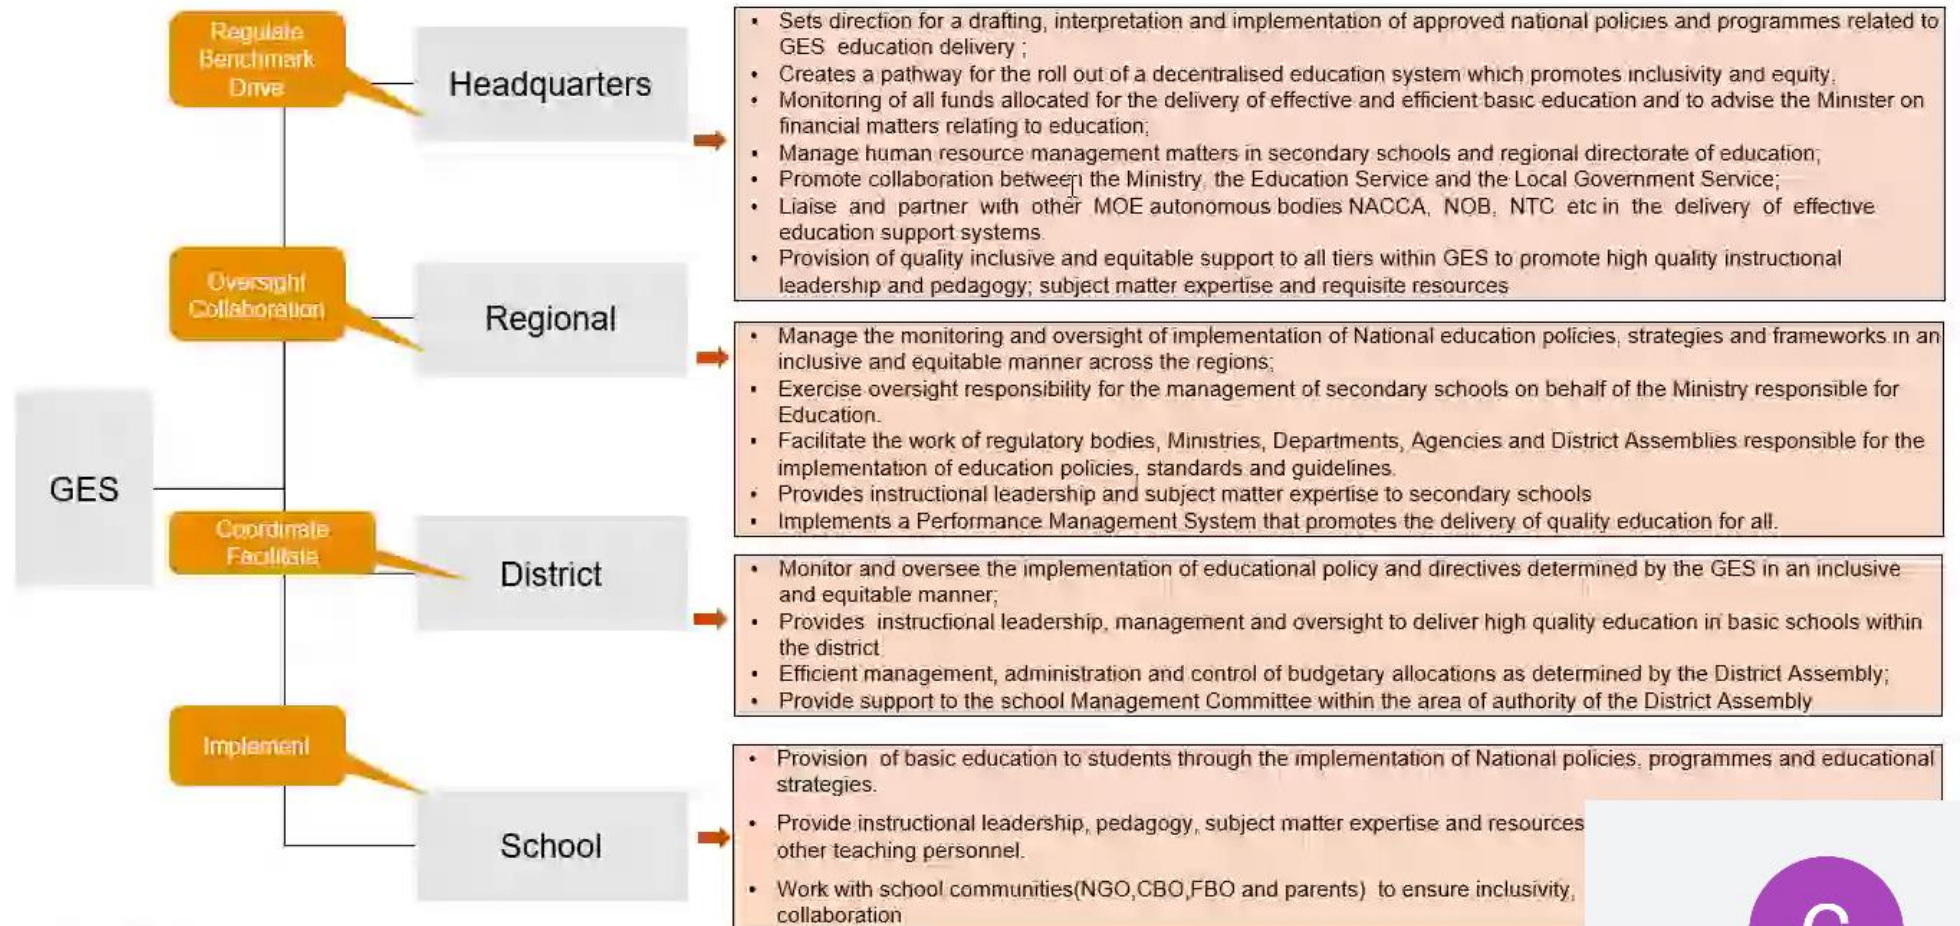 Regulate
Benchmark
Drive
Headquarters
• Sets direction for a drafting, interpretation and implementation of approved national policies and programmes related to
GES education delivery ;
• Creates a pathway for the roll out of a decentralised education system which promotes inclusivity and equity,
• Monitoring of all funds allocated for the delivery of effective and efficient basic education and to advise the Minister on
financial matters relating to education;
• Manage human resource management matters in secondary schools and regional directorate of education;
• Promote collaboration between the Ministry, the Education Service and the Local Government Service;
• Liaise and partner with other MOE autonomous bodies NACCA, NOB, NTC etc in the delivery of effective
education support systems
• Provision of quality inclusive and equitable support to all tiers within GES to promote high quality instructional
leadership and pedagogy; subject matter expertise and requisite resources
Oversight
Collaboration
Regional
• Manage the monitoring and oversight of implementation of National education policies, strategies and frameworks in an
inclusive and equitable manner across the regions;
• Exercise oversight responsibility for the management of secondary schools on behalf of the Ministry responsible for
Education.
• Facilitate the work of regulatory bodies, Ministries, Departments, Agencies and District Assemblies responsible for the
implementation of education policies, standards and guidelines.
• Provides instructional leadership and subject matter expertise to secondary schools
• Implements a Performance Management System that promotes the delivery of quality education for all.
GES
Coordinate
Facilitate
District
• Monitor and oversee the implementation of educational policy and directives determined by the GES in an inclusive
and equitable manner;
• Provides instructional leadership, management and oversight to deliver high quality education in basic schools within
the district
• Efficient management, administration and control of budgetary allocations as determined by the District Assembly;
• Provide support to the school Management Committee within the area of authority of the District Assembly
Implement
School
• Provision of basic education to students through the implementation of National policies, programmes and educational
strategies.
• Provide instructional leadership, pedagogy, subject matter expertise and resources
other teaching personnel.
• Work with school communities(NGO,CBO,FBO and parents) to ensure inclusivity,
collaboration